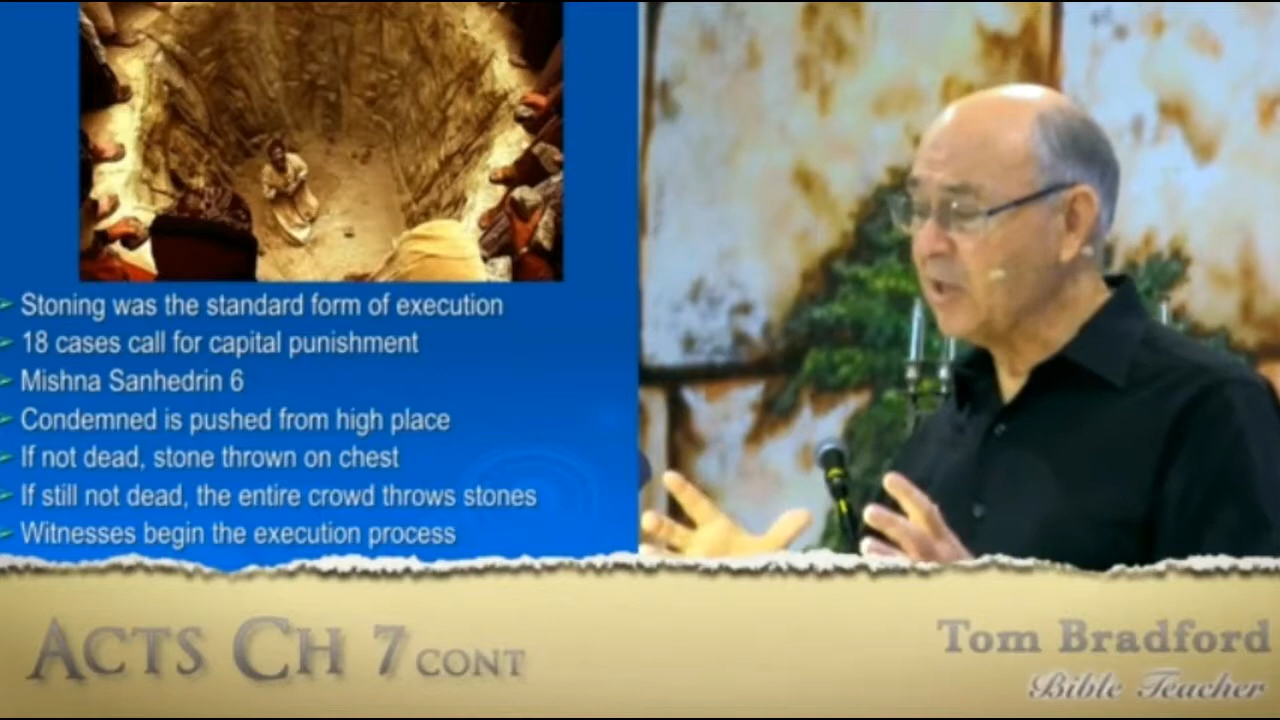 Stoning was the standard form of execution
18 cases call for capital punishment
Mishna Sanhedrin 6
Condemned is pushed from high place
If not dead, stone thrown on chest
If still not dead, the entire crowd throws stones
Witnesses begin the execution process
ACTS CH 7 CONT
Tom Bradford
Bible Teacher